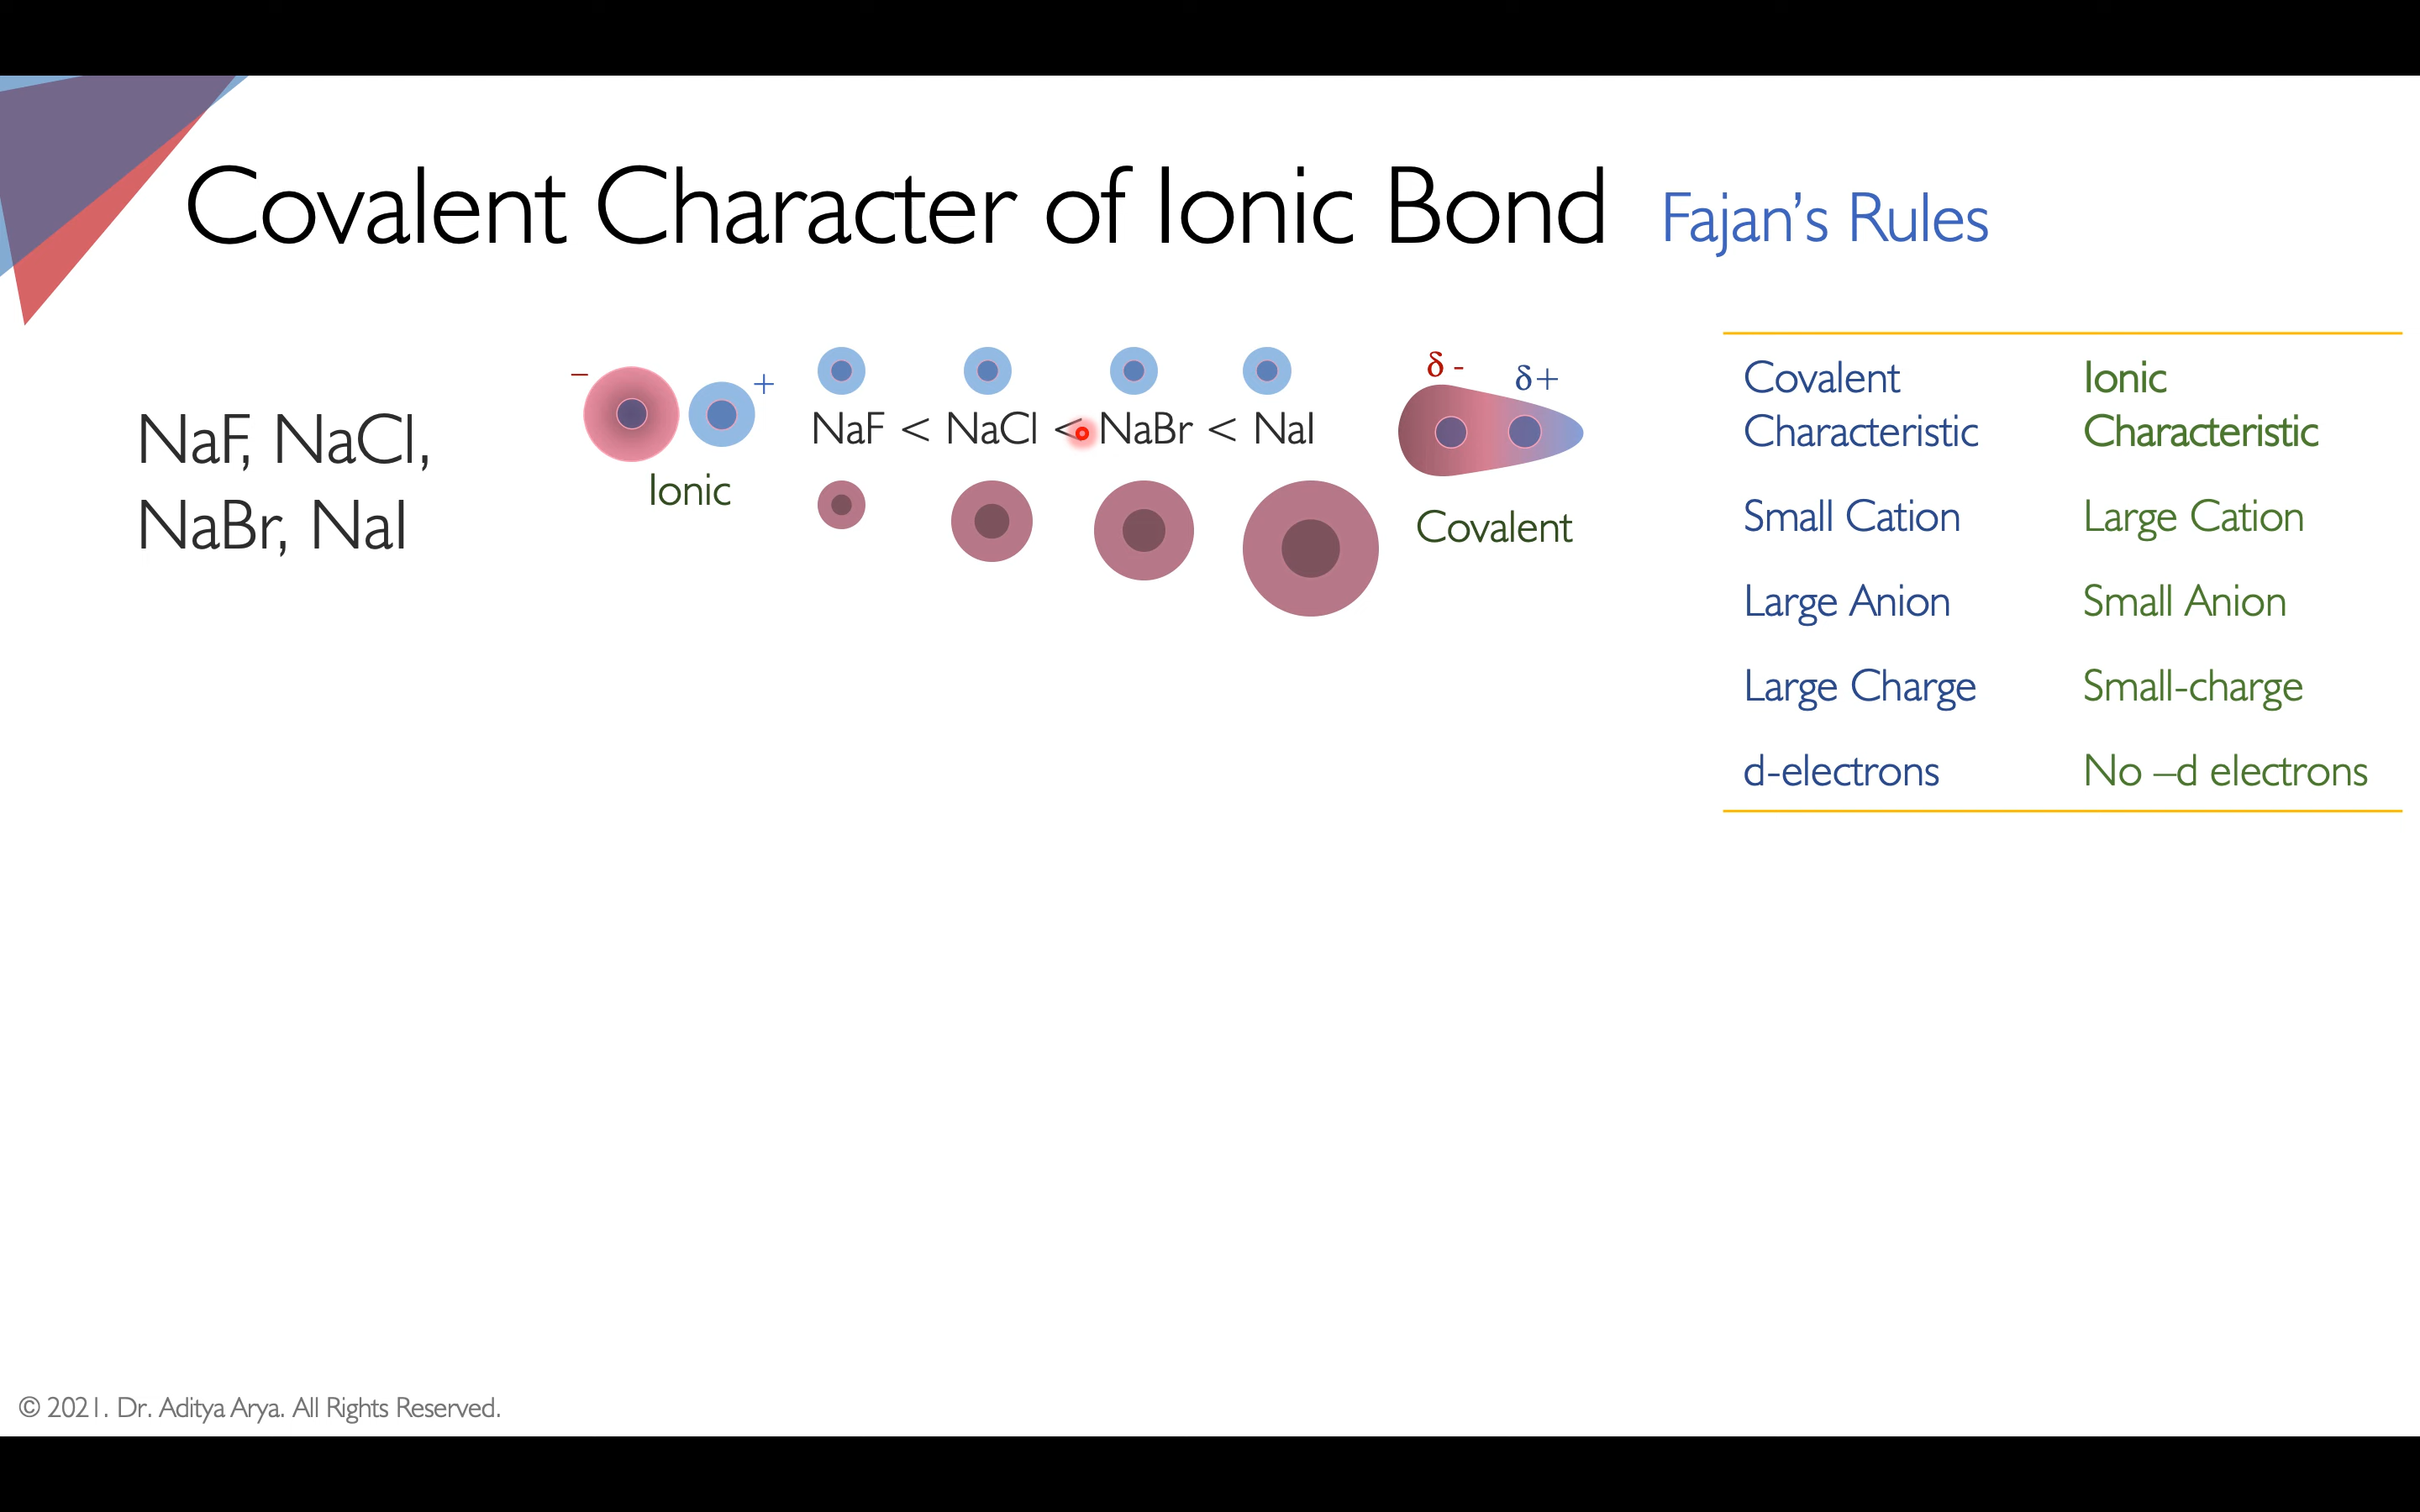 Covalent Character of Ionic Bond Fajan's Rules
NaF, NaCl,
NaBr, NaI
– +
Ionic
NaF < NaCl < NaBr < NaI
δ - δ+
Covalent
Covalent Characteristic Ionic Characteristic
Small Cation Large Cation
Large Anion Small Anion
Large Charge Small-charge
d-electrons No –d electrons
© 2021. Dr. Aditya Arya. All Rights Reserved.